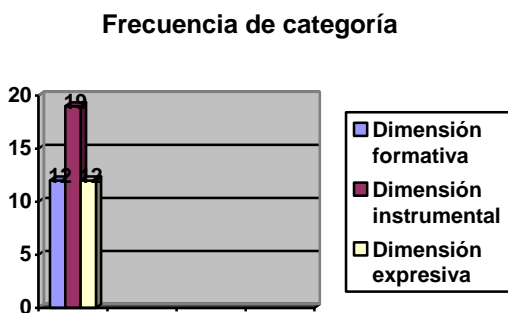 Frecuencia de categoría
20
15
10
5
0
12
19
12
Dimensión
formativa
Dimensión
instrumental
Dimensión
expresiva